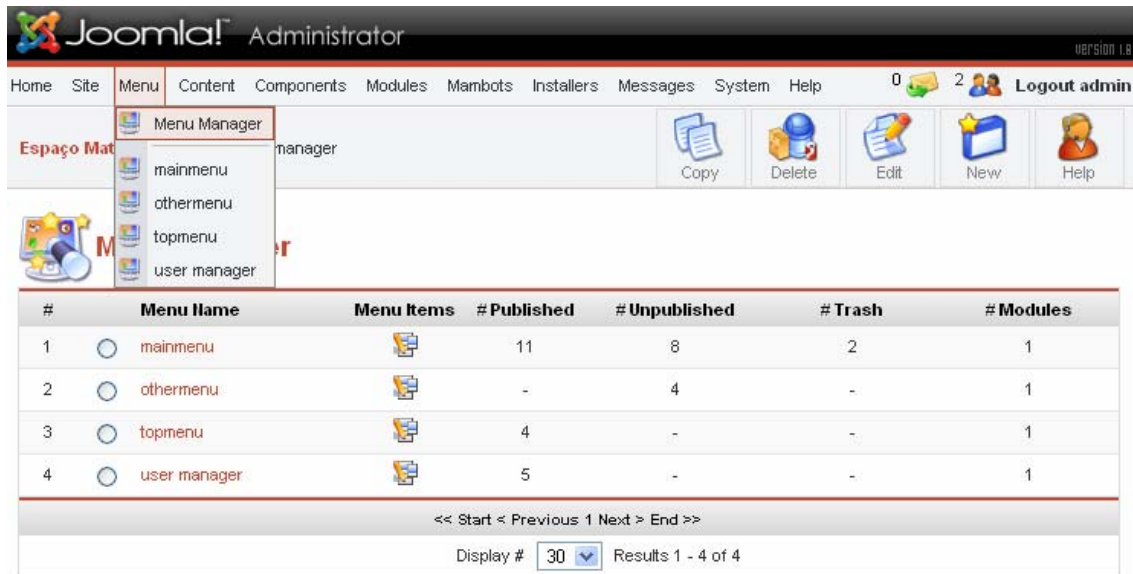 Joomla! Administrator
version 1.0
Home Site Menu Content Components Modules Mambots Installers Messages System Help 0 2 Logout admin
Menu Manager
Espaço Mat
manager
mainmenu
othermenu
topmenu
user manager
Copy Delete Edit New Help
# Menu Name Menu Items # Published # Unpublished # Trash # Modules
1 mainmenu 11 8 2 1
2 othermenu - 4 - 1
3 topmenu 4 - - 1
4 user manager 5 - - 1
<< Start < Previous 1 Next > End >>
Display # 30 Results 1 - 4 of 4